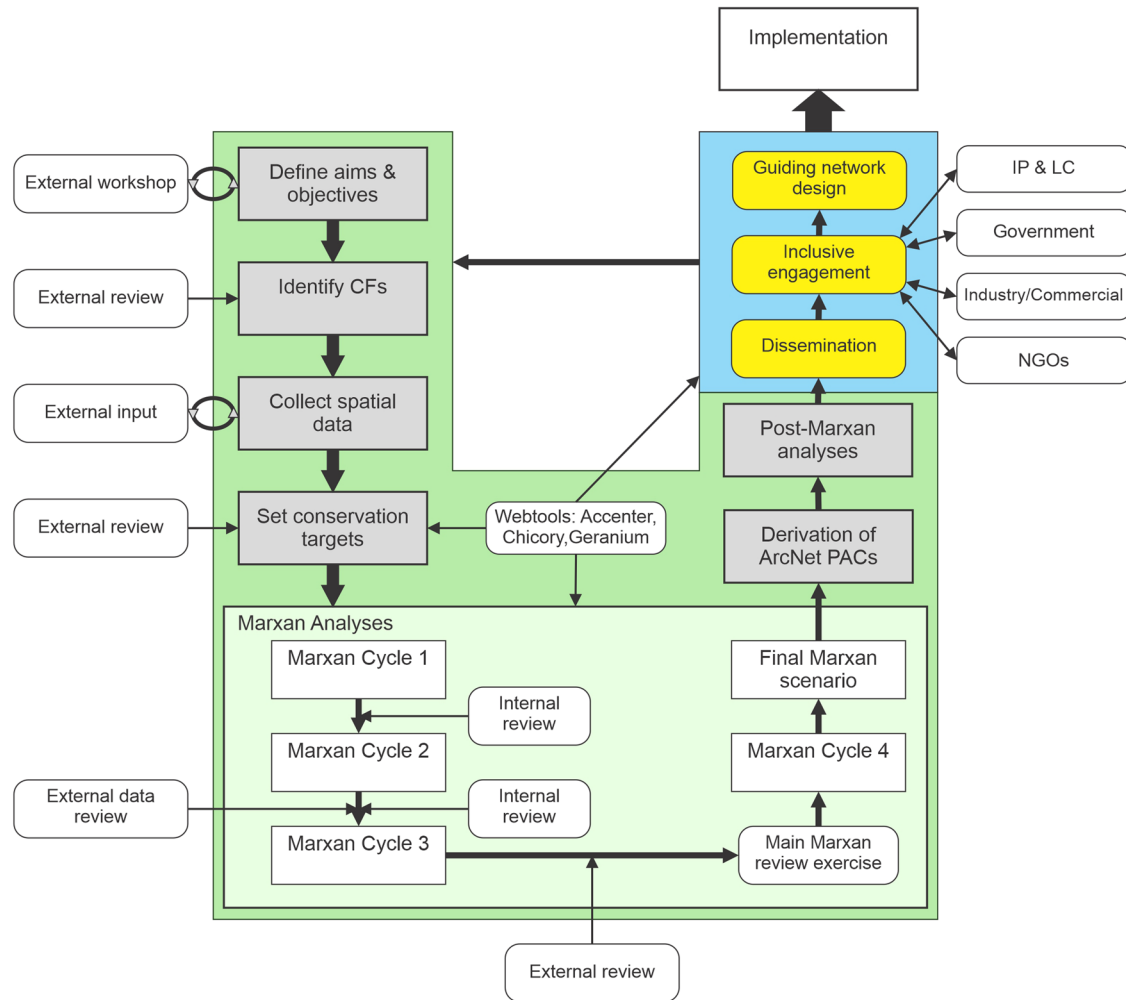 Implementation
External workshop
Define aims &
objectives
Guiding network
design
IP & LC
Government
External review
Identify CFs
Inclusive
engagement
Industry/Commercial
Dissemination
NGOs
External input
Collect spatial
data
Post-Marxan
analyses
External review
Set conservation
targets
Webtools: Accenter,
Chicory,Geranium
Derivation of
ArcNet PACs
Marxan Analyses
Marxan Cycle 1
Final Marxan
scenario
Internal
review
Marxan Cycle 2
Marxan Cycle 4
External data
review
Internal
review
Marxan Cycle 3
Main Marxan
review exercise
External review